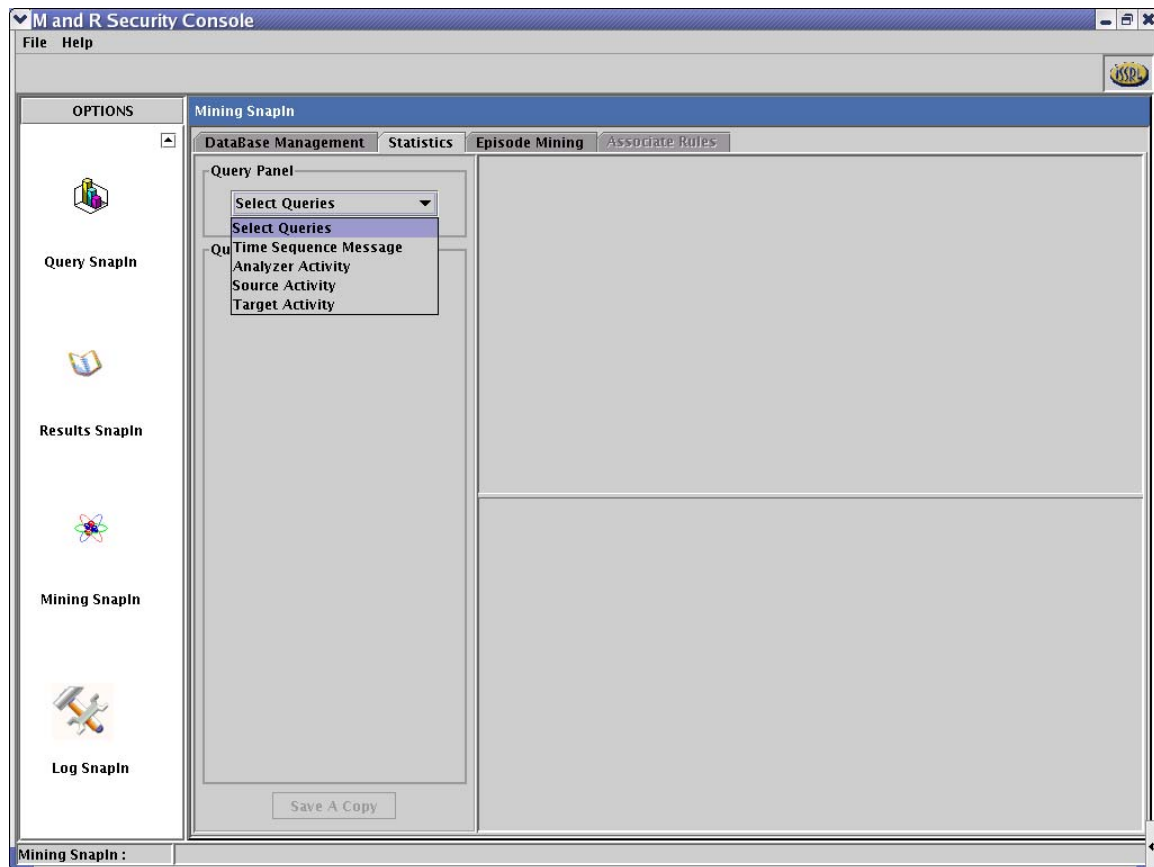 M and R Security Console
File Help
iSSRL
OPTIONS
Mining SnapIn
DataBase Management Statistics Episode Mining Associate Rules
Query Panel
Select Queries
Select Queries
Time Sequence Message
Analyzer Activity
Source Activity
Target Activity
Qu
Query SnapIn
Results SnapIn
Mining SnapIn
Log SnapIn
Save A Copy
Mining SnapIn :